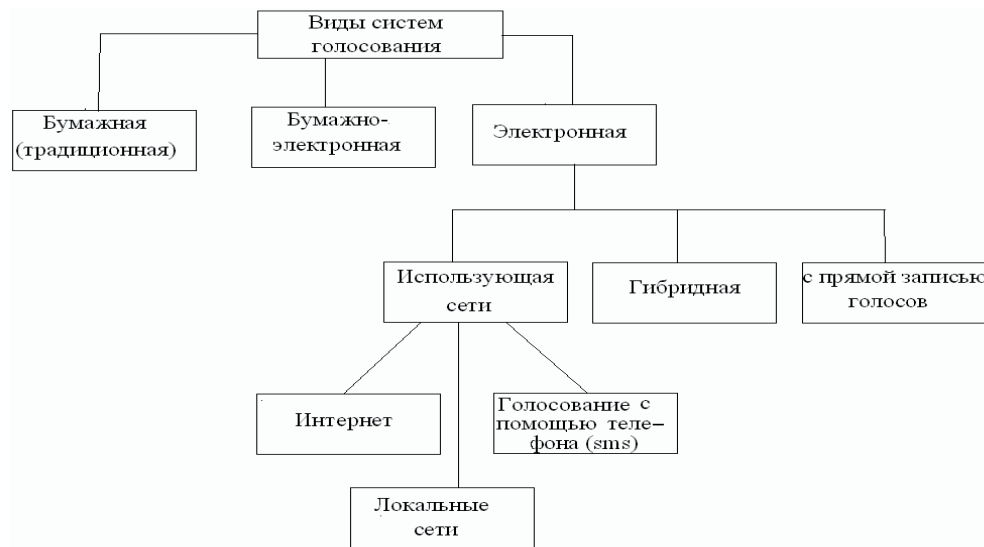 Виды систем
голосования
Бумажная
(традиционная)
Бумажно-
электронная
Электронная
Использующая
сети
Гибридная
с прямой записью
голосов
Интернет
Голосование с
помощью теле-
фона (sms)
Локальные
сети